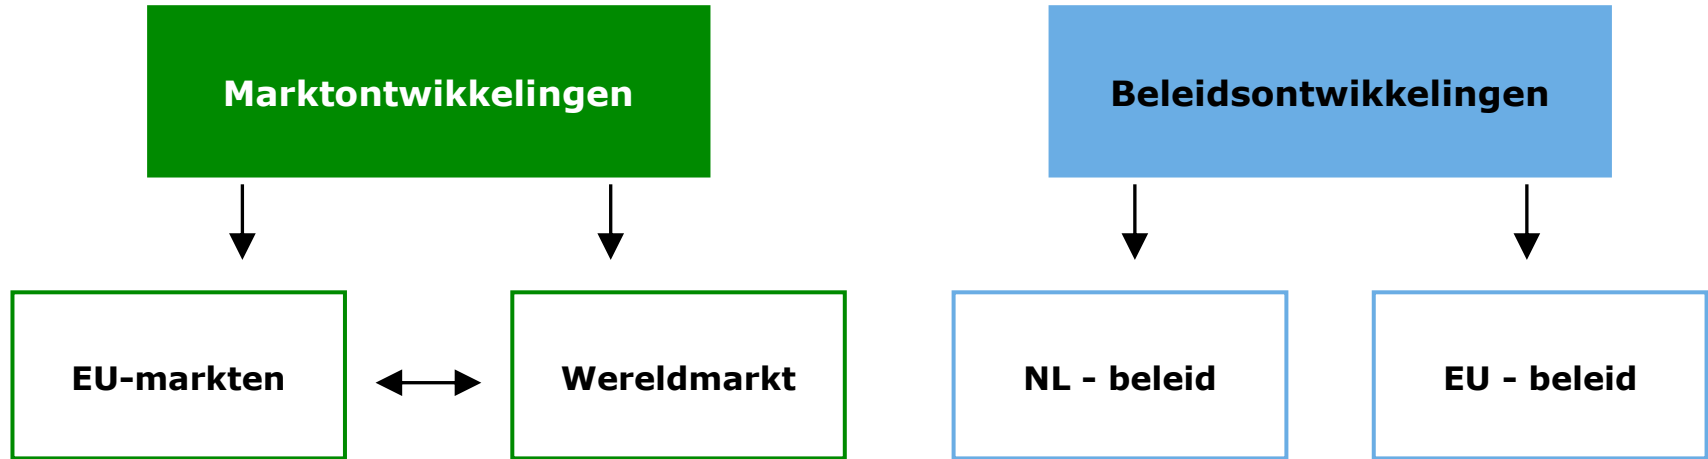 Marktontwikkelingen
Beleidsontwikkelingen
EU-markten
Wereldmarkt
NL - beleid
EU - beleid